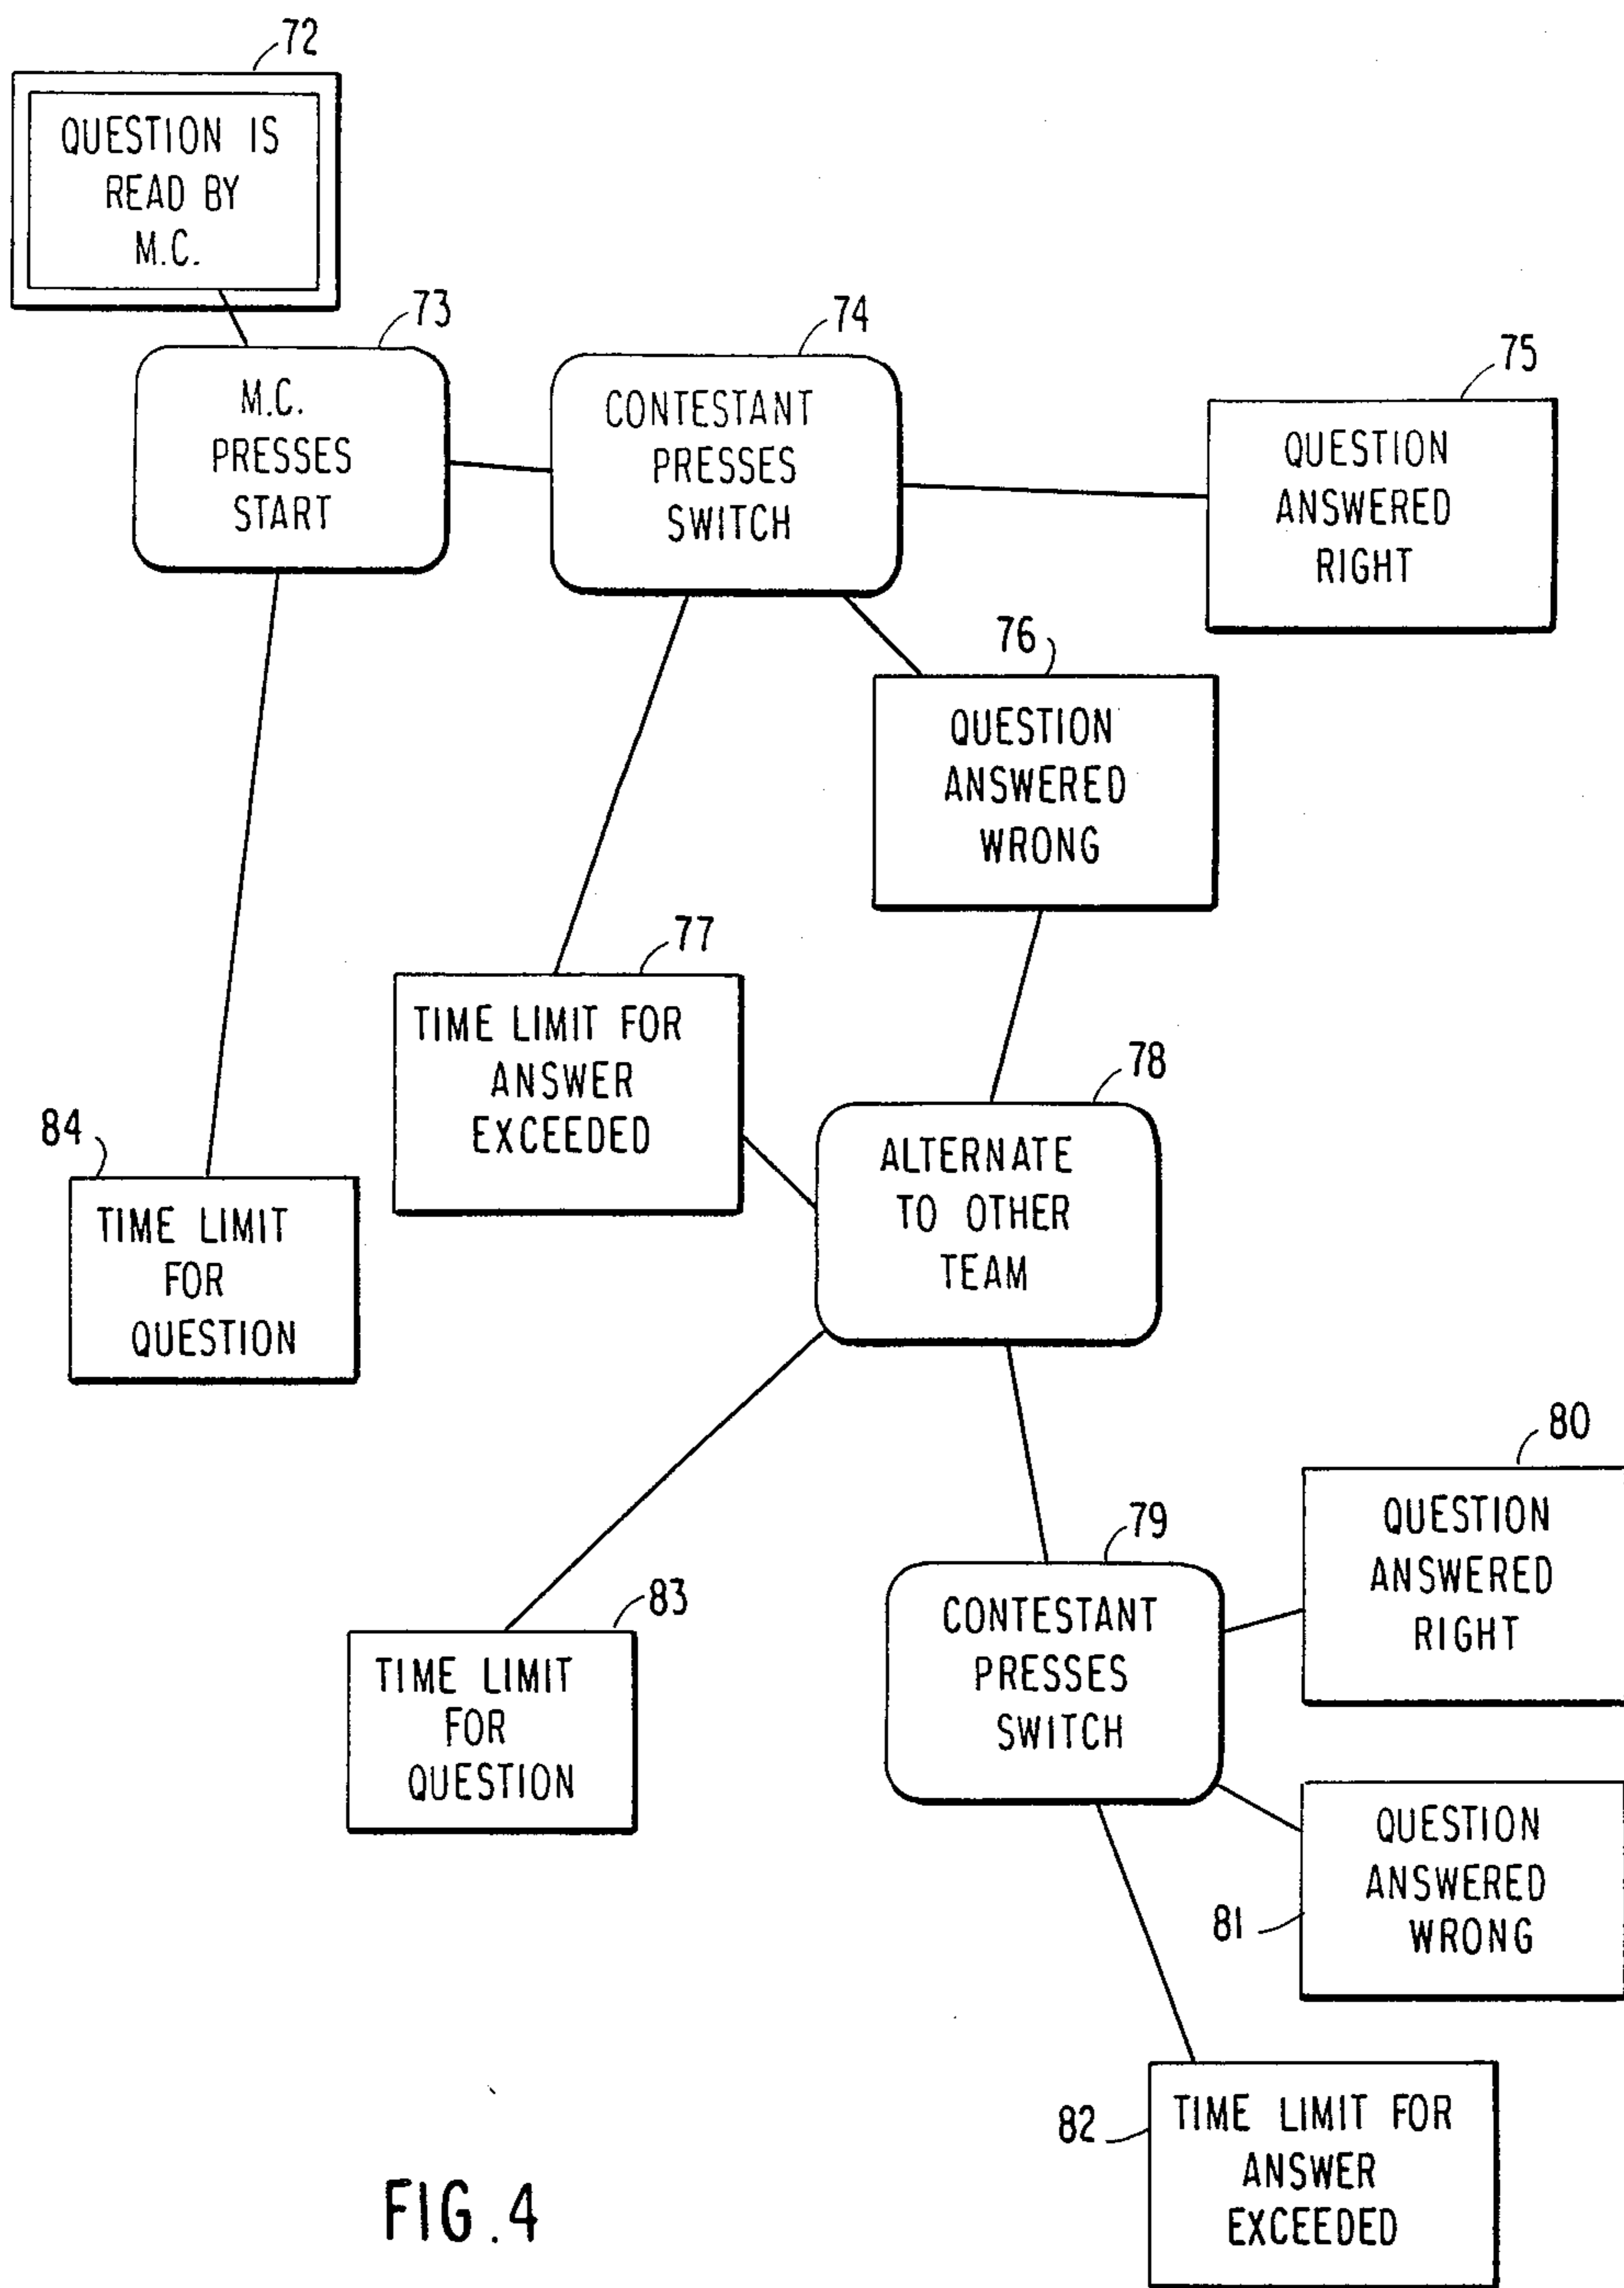 72
QUESTION IS
READ BY
M.C.
73
M.C.
PRESSES
START
74
CONTESTANT
PRESSES
SWITCH
75
QUESTION
ANSWERED
RIGHT
76
QUESTION
ANSWERED
WRONG
77
TIME LIMIT FOR
ANSWER
EXCEEDED
78
ALTERNATE
TO OTHER
TEAM
84
TIME LIMIT
FOR
QUESTION
79
CONTESTANT
PRESSES
SWITCH
80
QUESTION
ANSWERED
RIGHT
83
TIME LIMIT
FOR
QUESTION
81
QUESTION
ANSWERED
WRONG
82
TIME LIMIT FOR
ANSWER
EXCEEDED
FIG.4